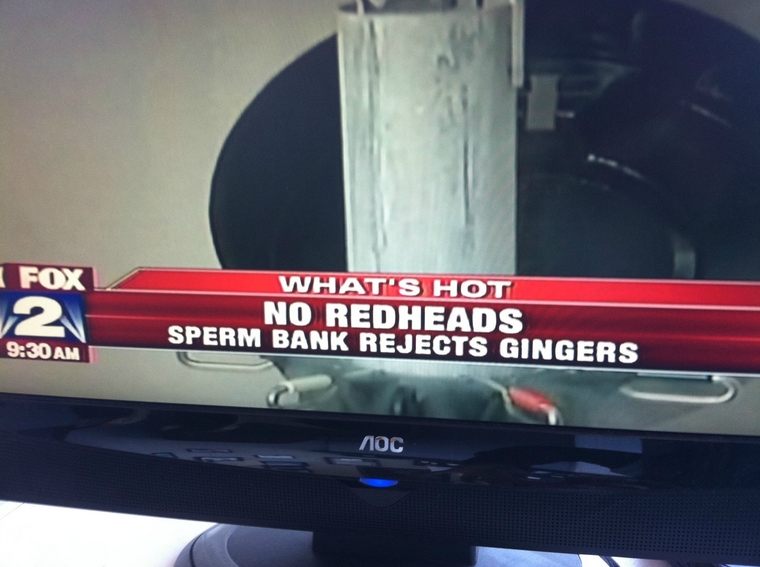 FOX
2
9:30 AM
WHAT'S HOT
NO REDHEADS
SPERM BANK REJECTS GINGERS
AOC